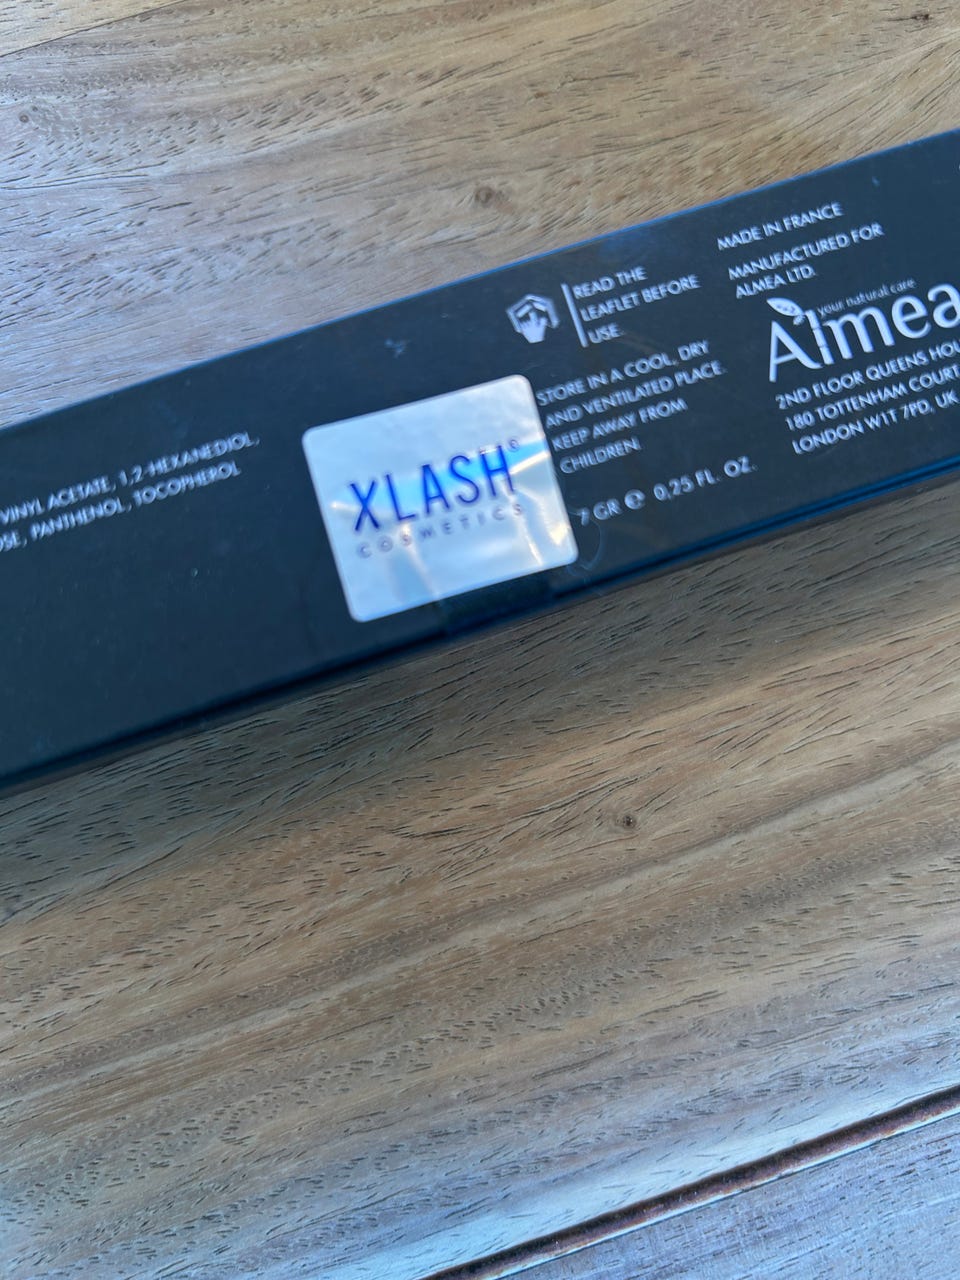 VINYL ACETATE, 1,2-HEXANEDIOL,
PANTHENOL, TOCOPHEROL
XLASH®
COSMETICS
READ THE
LEAFLET BEFORE
USE
STORE IN A COOL, DRY
AND VENTILATED PLACE.
KEEP AWAY FROM
CHILDREN
7 GR ℮ 0,25 FL. OZ.
MADE IN FRANCE
MANUFACTURED FOR
ALMEA LTD.
your natural care
Almea
2ND FLOOR QUEENS HOU
180 TOTTENHAM COURT
LONDON W1T 7PD, UK